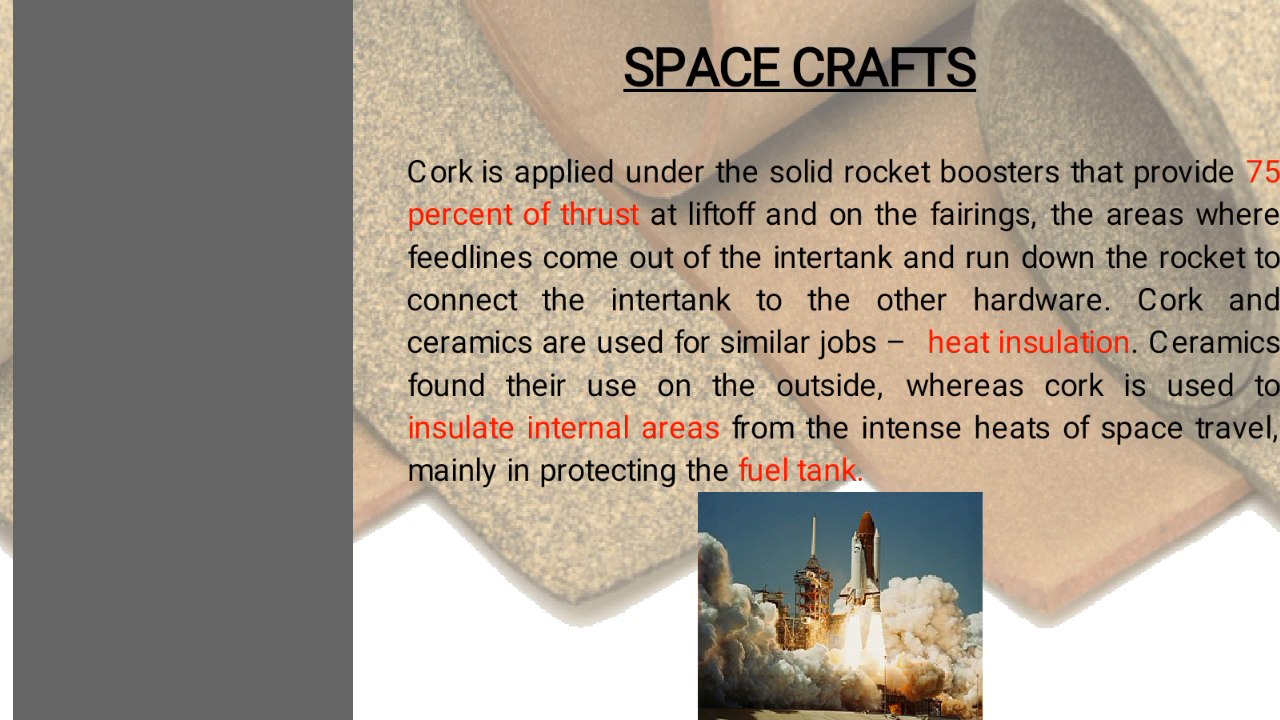 SPACE CRAFTS
Cork is applied under the solid rocket boosters that provide 75
percent of thrust at liftoff and on the fairings, the areas where
feedlines come out of the intertank and run down the rocket to
connect the intertank to the other hardware. Cork and
ceramics are used for similar jobs – heat insulation. Ceramics
found their use on the outside, whereas cork is used to
insulate internal areas from the intense heats of space travel,
mainly in protecting the fuel tank.